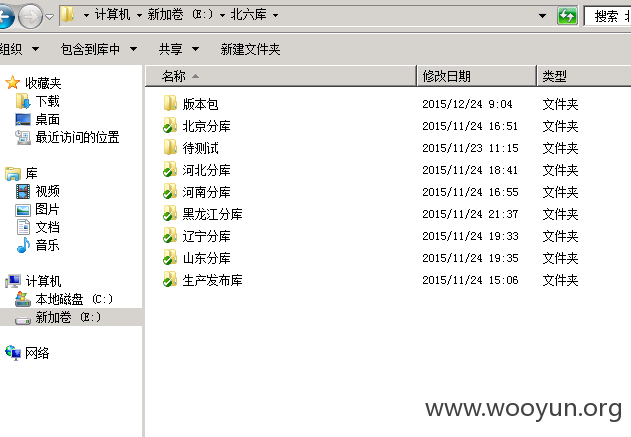 计算机 新加卷 (E:) 北六库 搜索 北
组织 包含到库中 共享 新建文件夹
收藏夹
下载
桌面
最近访问的位置
库
视频
图片
文档
音乐
计算机
本地磁盘 (C:)
新加卷 (E:)
网络
名称 修改日期 类型
版本包 2015/12/24 9:04 文件夹
北京分库 2015/11/24 16:51 文件夹
待测试 2015/11/23 11:15 文件夹
河北分库 2015/11/24 18:41 文件夹
河南分库 2015/11/24 16:55 文件夹
黑龙江分库 2015/11/24 21:37 文件夹
辽宁分库 2015/11/24 19:33 文件夹
山东分库 2015/11/24 19:35 文件夹
生产发布库 2015/11/24 15:06 文件夹
www.wooyun.org